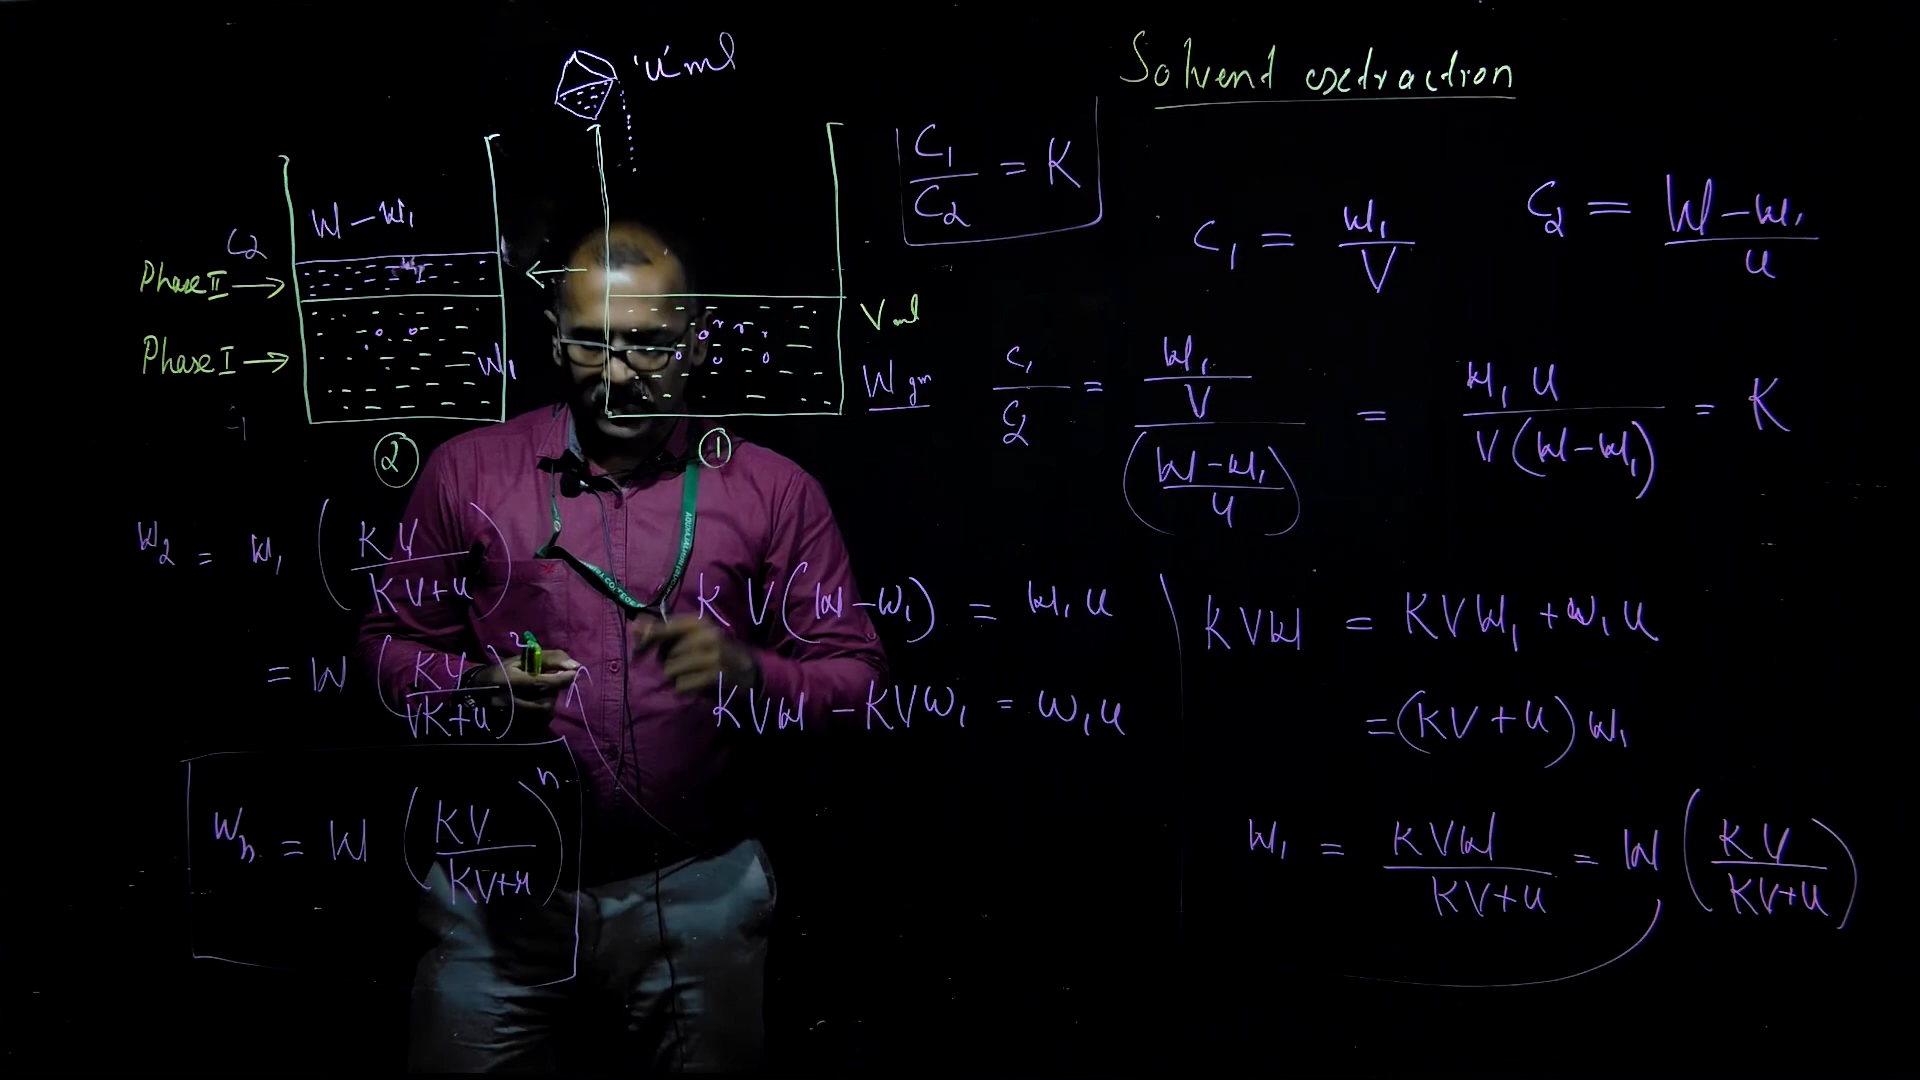 Solvent extraction
'u' ml
C1/C2 = K
C1 = w1/V
C2 = W-w1/u
W-w1
C2
Phase II →
Phase I →
w1
V ml
W gm
②
①
C1/C2 = (w1/V)/((W-w1)/u) = w1 u/V(W-w1) = K
K V(W-w1) = w1 u
KVW - KVw1 = w1 u
KVW = KVW1 + w1 u
= (KV+u) w1
w1 = KVW/KV+u = W (KV/KV+u)
w2 = w1 (KV/KV+u)
= W (KV/VK+u)^2
Wn = W (KV/KV+u)^n